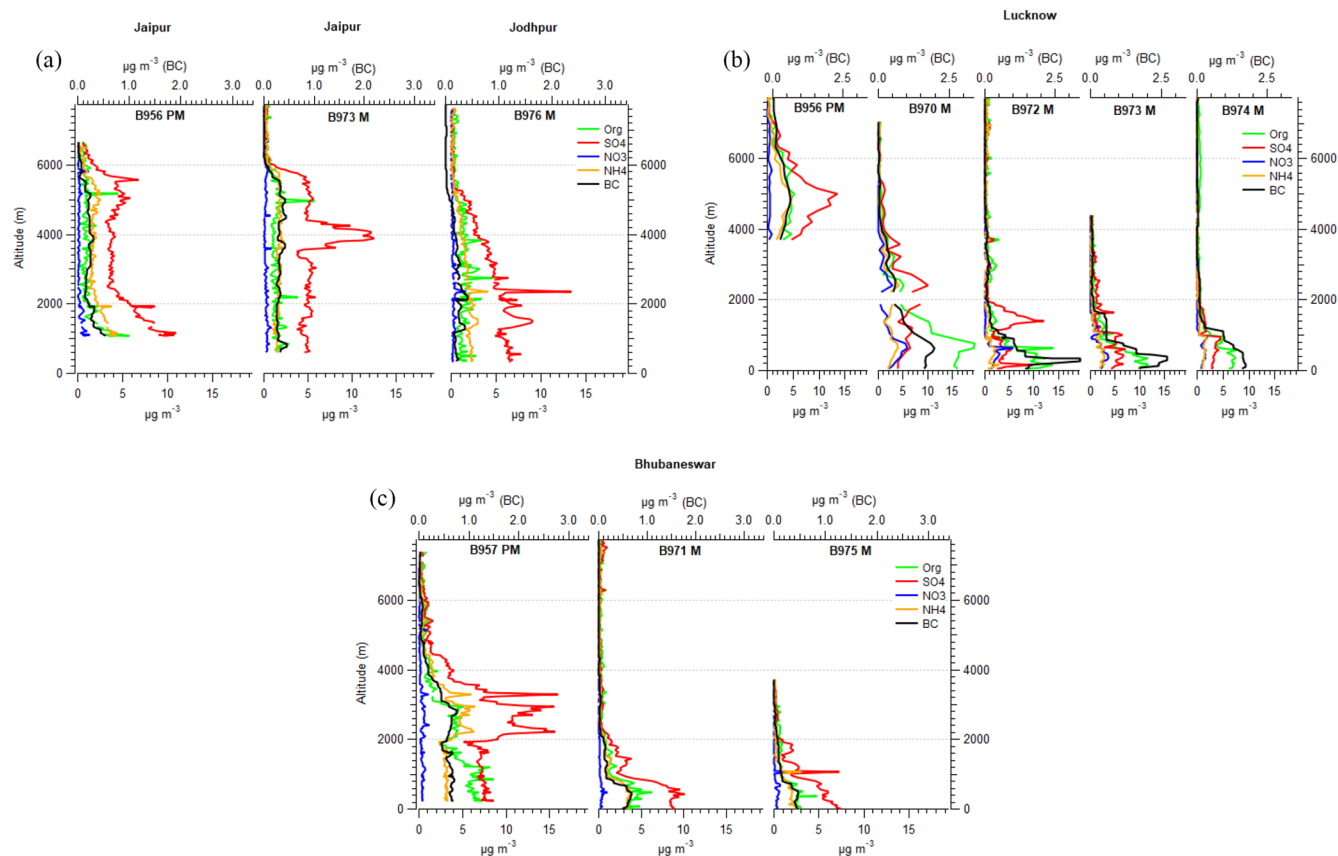 Jaipur Jaipur Jodhpur
(a)
µg m-3 (BC) µg m-3 (BC) µg m-3 (BC)
0.0 1.0 2.0 3.0 0.0 1.0 2.0 3.0 0.0 1.0 2.0 3.0
B956 PM B973 M B976 M
Org
SO4
NO3
NH4
BC
6000 6000
4000 4000
2000 2000
0 0
Altitude (m)
0 5 10 15 0 5 10 15 0 5 10 15
µg m-3 µg m-3 µg m-3
Lucknow
(b)
µg m-3 (BC) µg m-3 (BC) µg m-3 (BC) µg m-3 (BC) µg m-3 (BC)
0.0 2.5 0.0 2.5 0.0 2.5 0.0 2.5 0.0 2.5
B956 PM B970 M B972 M B973 M B974 M
Org
SO4
NO3
NH4
BC
6000 6000
4000 4000
2000 2000
0 0
Altitude (m)
0 5 10 15 0 5 10 15 0 5 10 15 0 5 10 15 0 5 10 15
µg m-3 µg m-3 µg m-3 µg m-3 µg m-3
Bhubaneswar
(c)
µg m-3 (BC) µg m-3 (BC) µg m-3 (BC)
0.0 1.0 2.0 3.0 0.0 1.0 2.0 3.0 0.0 1.0 2.0 3.0
B957 PM B971 M B975 M
Org
SO4
NO3
NH4
BC
6000 6000
4000 4000
2000 2000
0 0
Altitude (m)
0 5 10 15 0 5 10 15 0 5 10 15
µg m-3 µg m-3 µg m-3